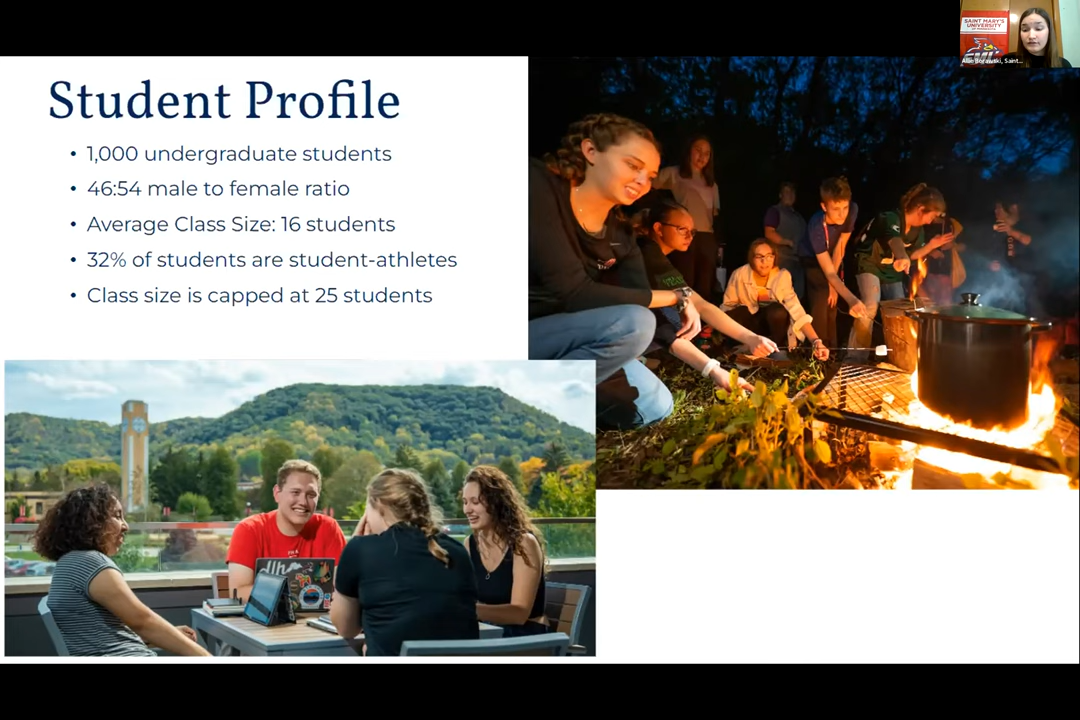 SAINT MARY'S
UNIVERSITY
Student Profile
• 1,000 undergraduate students
• 46:54 male to female ratio
• Average Class Size: 16 students
• 32% of students are student-athletes
• Class size is capped at 25 students